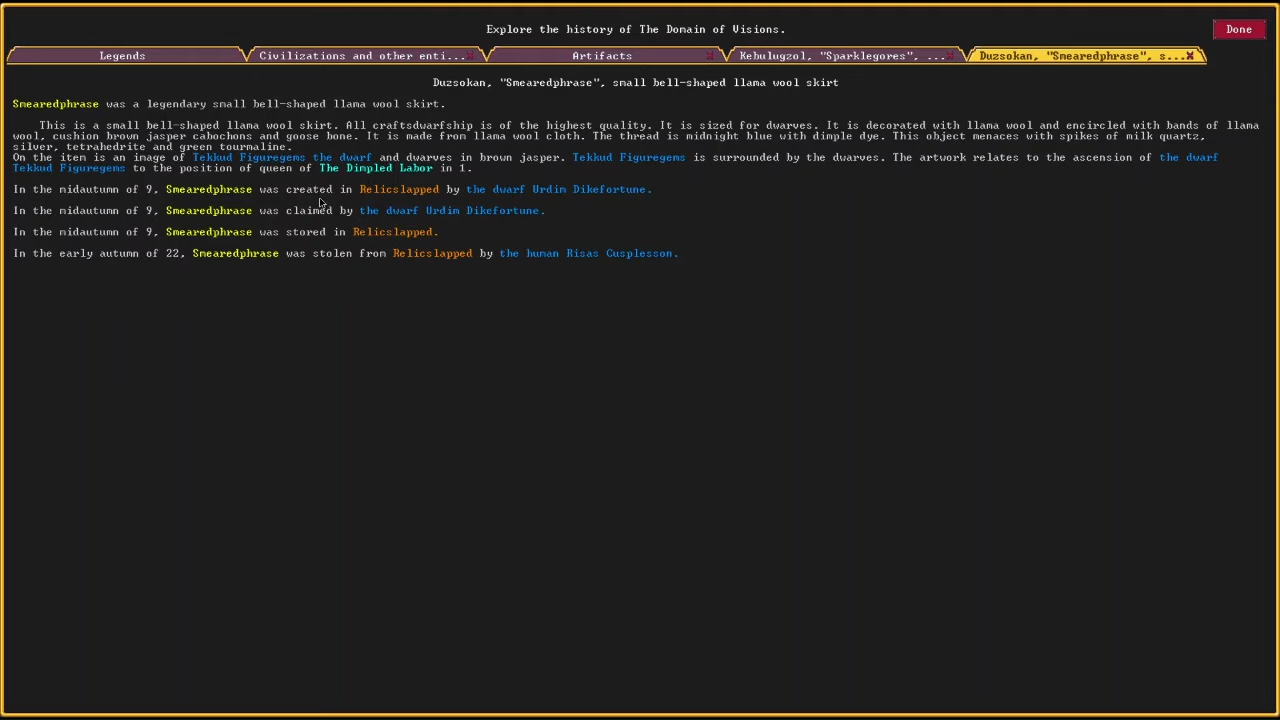 Explore the history of The Domain of Visions.
Done
Legends
Civilizations and other enti...
Artifacts
Kebulugzol, "Sparklegores", ...
Duzsokan, "Smearedphrase", s...
Duzsokan, "Smearedphrase", small bell-shaped llama wool skirt
Smearedphrase was a legendary small bell-shaped llama wool skirt.
This is a small bell-shaped llama wool skirt. All craftsdwarfship is of the highest quality. It is sized for dwarves. It is decorated with llama wool and encircled with bands of llama
wool, cushion brown jasper cabochons and goose bone. It is made from llama wool cloth. The thread is midnight blue with dimple dye. This object menaces with spikes of milk quartz,
silver, tetrahedrite and green tourmaline.
On the item is an image of Tekkud Figuregems the dwarf and dwarves in brown jasper. Tekkud Figuregems is surrounded by the dwarves. The artwork relates to the ascension of the dwarf
Tekkud Figuregems to the position of queen of The Dimpled Labor in 1.
In the midautumn of 9, Smearedphrase was created in Relicslapped by the dwarf Urdim Dikefortune.
In the midautumn of 9, Smearedphrase was claimed by the dwarf Urdim Dikefortune.
In the midautumn of 9, Smearedphrase was stored in Relicslapped.
In the early autumn of 22, Smearedphrase was stolen from Relicslapped by the human Risas Cusplesson.